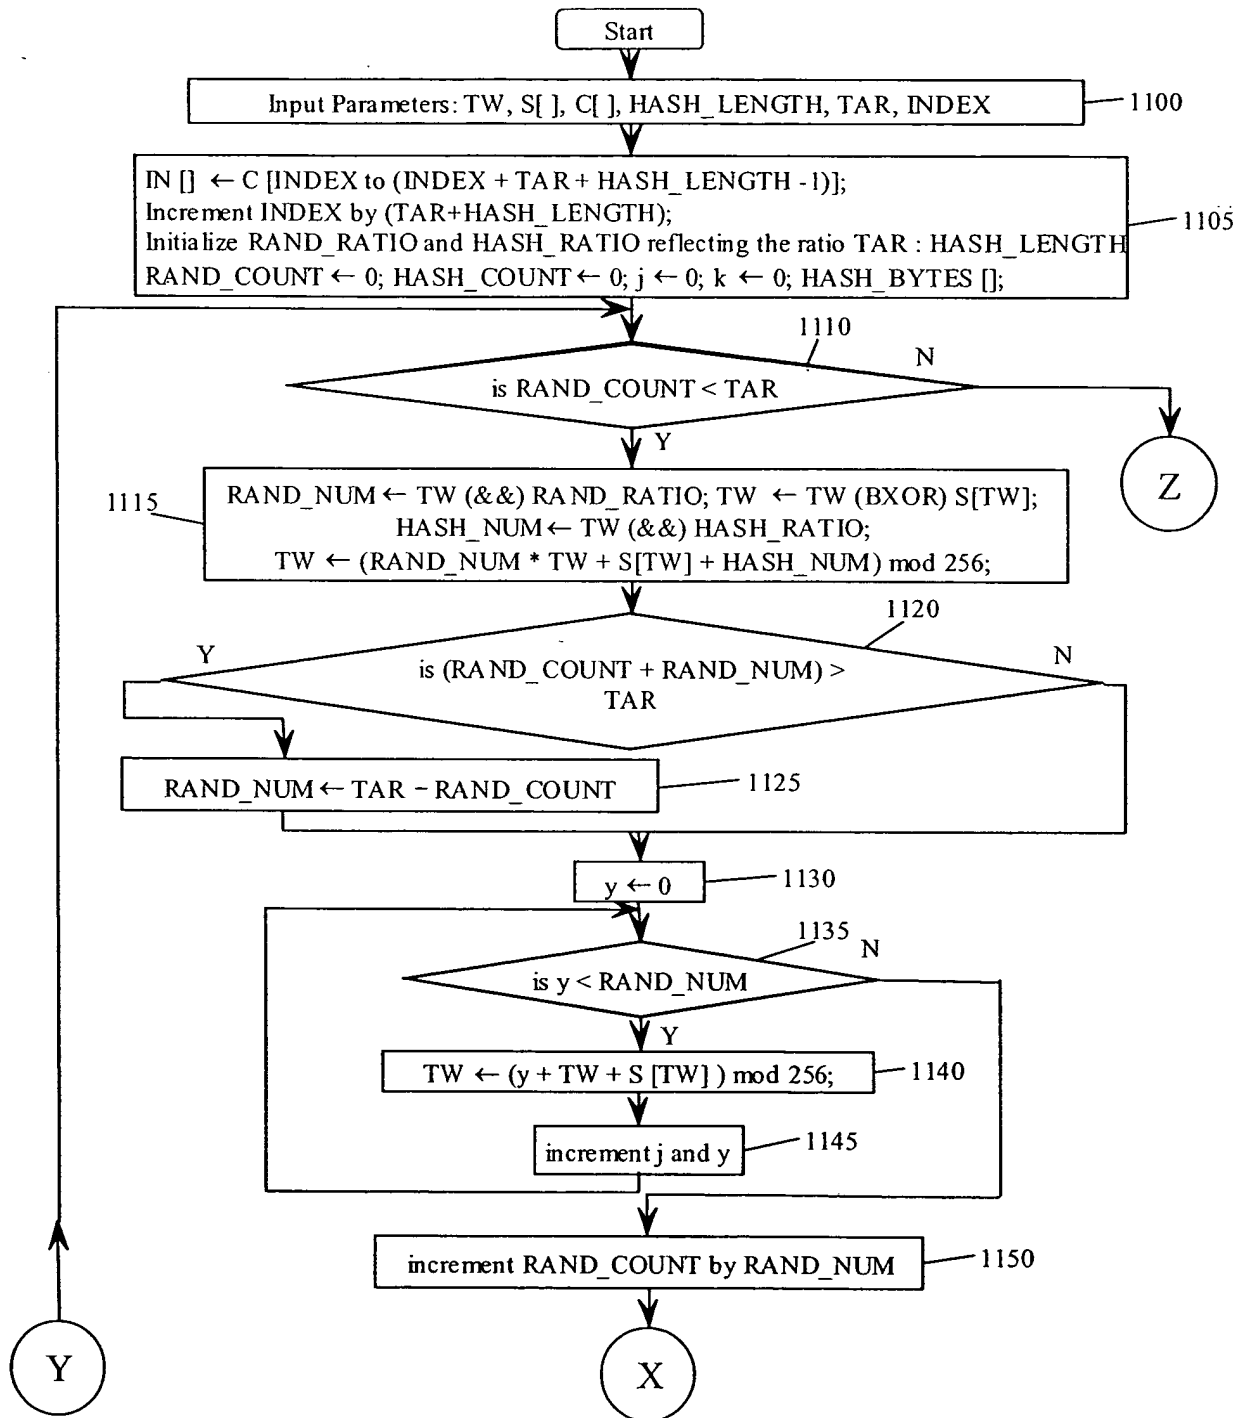 Start
Input Parameters: TW, S[ ], C[ ], HASH_LENGTH, TAR, INDEX
1100
IN [] ← C [INDEX to (INDEX + TAR + HASH_LENGTH -1)];
Increment INDEX by (TAR+HASH_LENGTH);
Initialize RAND_RATIO and HASH_RATIO reflecting the ratio TAR : HASH_LENGTH
RAND_COUNT ← 0; HASH_COUNT ← 0; j ← 0; k ← 0; HASH_BYTES [];
1105
1110
is RAND_COUNT < TAR
N
Y
Z
1115
RAND_NUM ← TW (&&) RAND_RATIO; TW ← TW (BXOR) S[TW];
HASH_NUM ← TW (&&) HASH_RATIO;
TW ← (RAND_NUM * TW + S[TW] + HASH_NUM) mod 256;
1120
Y
is (RAND_COUNT + RAND_NUM) >
TAR
N
RAND_NUM ← TAR - RAND_COUNT
1125
y ← 0
1130
1135
is y < RAND_NUM
N
Y
TW ← (y + TW + S [TW] ) mod 256;
1140
increment j and y
1145
increment RAND_COUNT by RAND_NUM
1150
Y
X